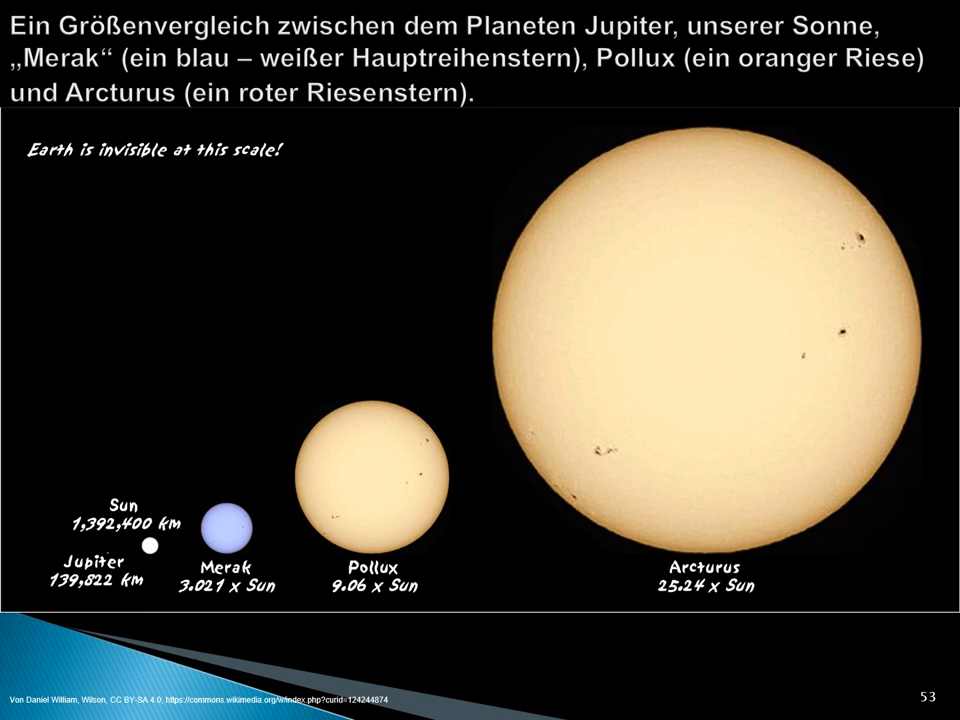 Ein Größenvergleich zwischen dem Planeten Jupiter, unserer Sonne,
„Merak“ (ein blau – weißer Hauptreihenstern), Pollux (ein oranger Riese)
und Arcturus (ein roter Riesenstern).
Earth is invisible at this scale!
Sun
1,392,400 km
Jupiter
139,822 km
Merak
3.021 x Sun
Pollux
9.06 x Sun
Arcturus
25.24 x Sun
Von Daniel William, Wilson, CC BY-SA 4.0, https://commons.wikimedia.org/w/index.php?curid=124244874
53